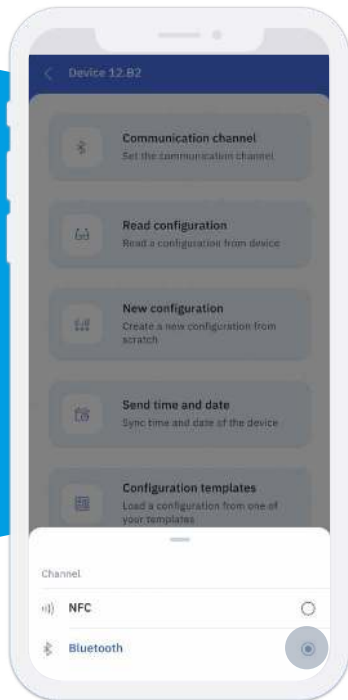 Device 12.B2
Communication channel
Set the communication channel
Read configuration
Read a configuration from device
New configuration
Create a new configuration from
scratch
Send time and date
Sync time and date of the device
Configuration templates
Load a configuration from one of
your templates
Channel
NFC
Bluetooth